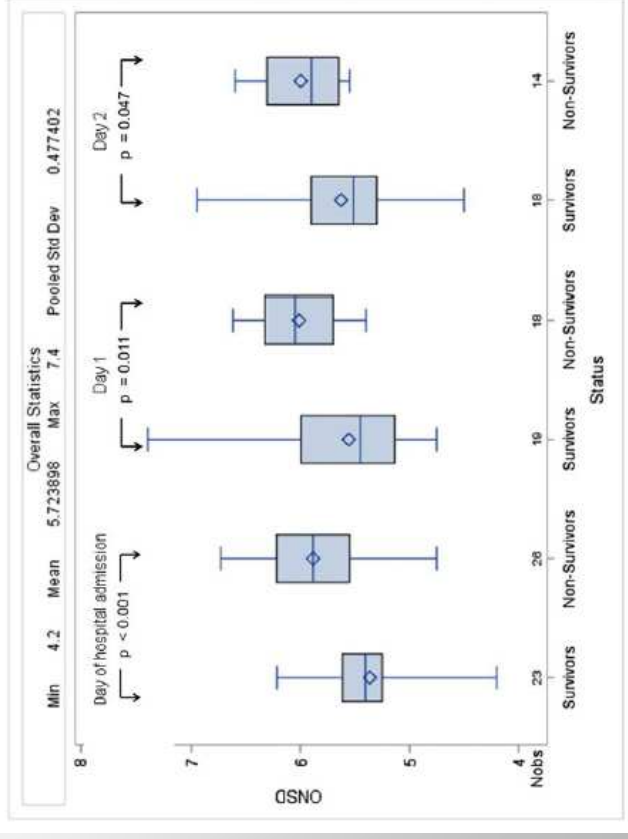 Overall Statistics
Min 4.2 Mean 5.723898 Max 7.4 Pooled Std Dev 0.477402
Day of hospital admission Day 1 Day 2
p < 0.001 p = 0.011 p = 0.047
8
7
6
5
4
ONSD
Nobs 23 26 19 18 18 14
Survivors Non-Survivors Survivors Non-Survivors Survivors Non-Survivors
Status